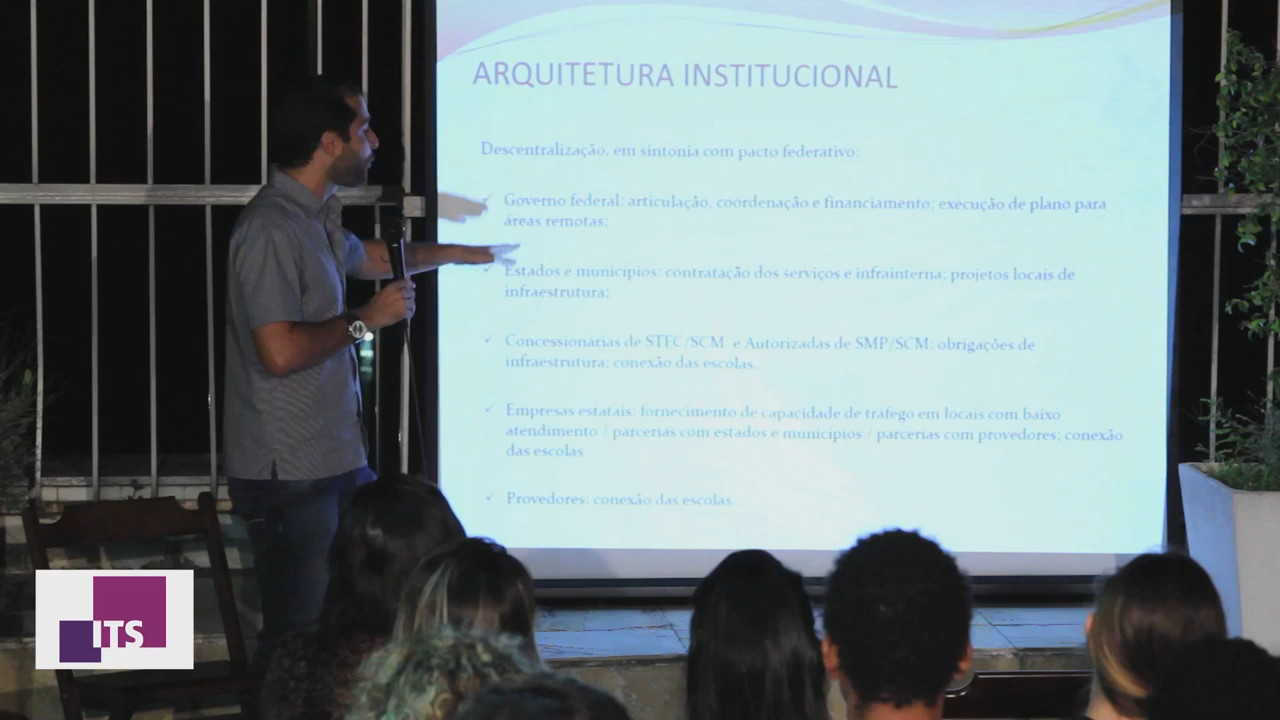 ARQUITETURA INSTITUCIONAL
Descentralização, em sintonia com pacto federativo:
Governo federal: articulação, coordenação e financiamento; execução de plano para
áreas remotas;
Estados e municípios: contratação dos serviços e infrainterna; projetos locais de
infraestrutura;
Concessionárias de STFC/SCM e Autorizadas de SMP/SCM: obrigações de
infraestrutura; conexão das escolas.
Empresas estatais: fornecimento de capacidade de tráfego em locais com baixo
atendimento / parcerias com estados e municípios / parcerias com provedores; conexão
das escolas
Provedores: conexão das escolas.
ITS